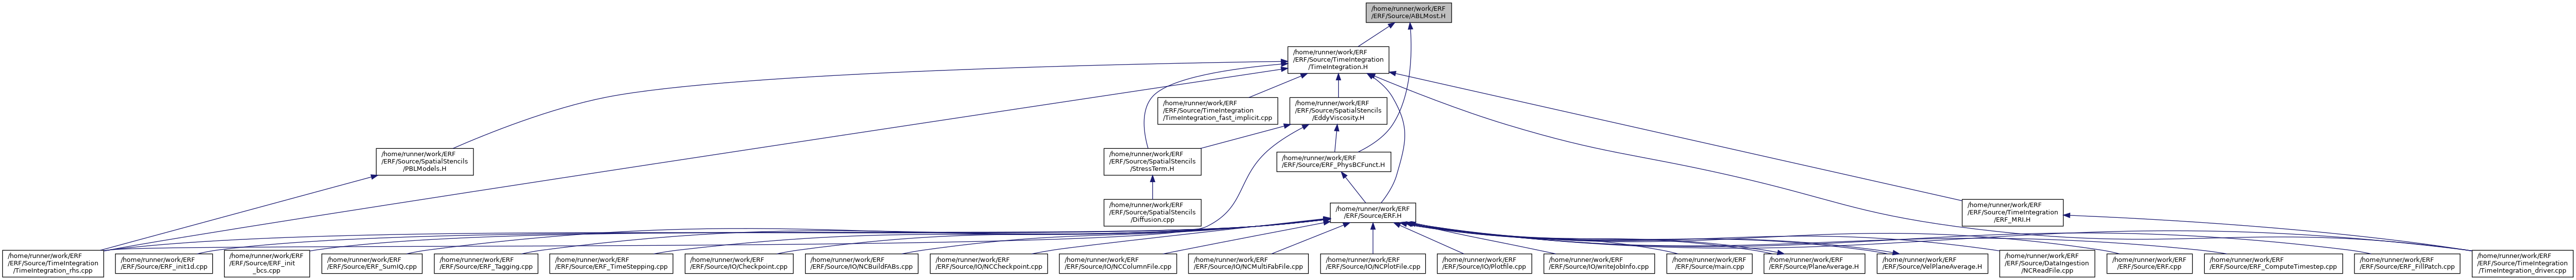 /home/runner/work/ERF
/ERF/Source/ABLMost.H
/home/runner/work/ERF
/ERF/Source/TimeIntegration
/TimeIntegration.H
/home/runner/work/ERF
/ERF/Source/TimeIntegration
/TimeIntegration_fast_implicit.cpp
/home/runner/work/ERF
/ERF/Source/SpatialStencils
/EddyViscosity.H
/home/runner/work/ERF
/ERF/Source/SpatialStencils
/PBLModels.H
/home/runner/work/ERF
/ERF/Source/SpatialStencils
/StressTerm.H
/home/runner/work/ERF
/ERF/Source/ERF_PhysBCFunct.H
/home/runner/work/ERF
/ERF/Source/SpatialStencils
/Diffusion.cpp
/home/runner/work/ERF
/ERF/Source/ERF.H
/home/runner/work/ERF
/ERF/Source/TimeIntegration
/ERF_MRI.H
/home/runner/work/ERF
/ERF/Source/TimeIntegration
/TimeIntegration_rhs.cpp
/home/runner/work/ERF
/ERF/Source/ERF_init1d.cpp
/home/runner/work/ERF
/ERF/Source/ERF_init
_bcs.cpp
/home/runner/work/ERF
/ERF/Source/ERF_SumIQ.cpp
/home/runner/work/ERF
/ERF/Source/ERF_Tagging.cpp
/home/runner/work/ERF
/ERF/Source/ERF_TimeStepping.cpp
/home/runner/work/ERF
/ERF/Source/IO/Checkpoint.cpp
/home/runner/work/ERF
/ERF/Source/IO/NCBuildFABs.cpp
/home/runner/work/ERF
/ERF/Source/IO/NCCheckpoint.cpp
/home/runner/work/ERF
/ERF/Source/IO/NCColumnFile.cpp
/home/runner/work/ERF
/ERF/Source/IO/NCMultiFabFile.cpp
/home/runner/work/ERF
/ERF/Source/IO/NCPlotFile.cpp
/home/runner/work/ERF
/ERF/Source/IO/Plotfile.cpp
/home/runner/work/ERF
/ERF/Source/IO/writeJobInfo.cpp
/home/runner/work/ERF
/ERF/Source/main.cpp
/home/runner/work/ERF
/ERF/Source/PlaneAverage.H
/home/runner/work/ERF
/ERF/Source/VelPlaneAverage.H
/home/runner/work/ERF
/ERF/Source/DataIngestion
/NCReadFile.cpp
/home/runner/work/ERF
/ERF/Source/ERF.cpp
/home/runner/work/ERF
/ERF/Source/ERF_ComputeTimestep.cpp
/home/runner/work/ERF
/ERF/Source/ERF_FillPatch.cpp
/home/runner/work/ERF
/ERF/Source/TimeIntegration
/TimeIntegration_driver.cpp